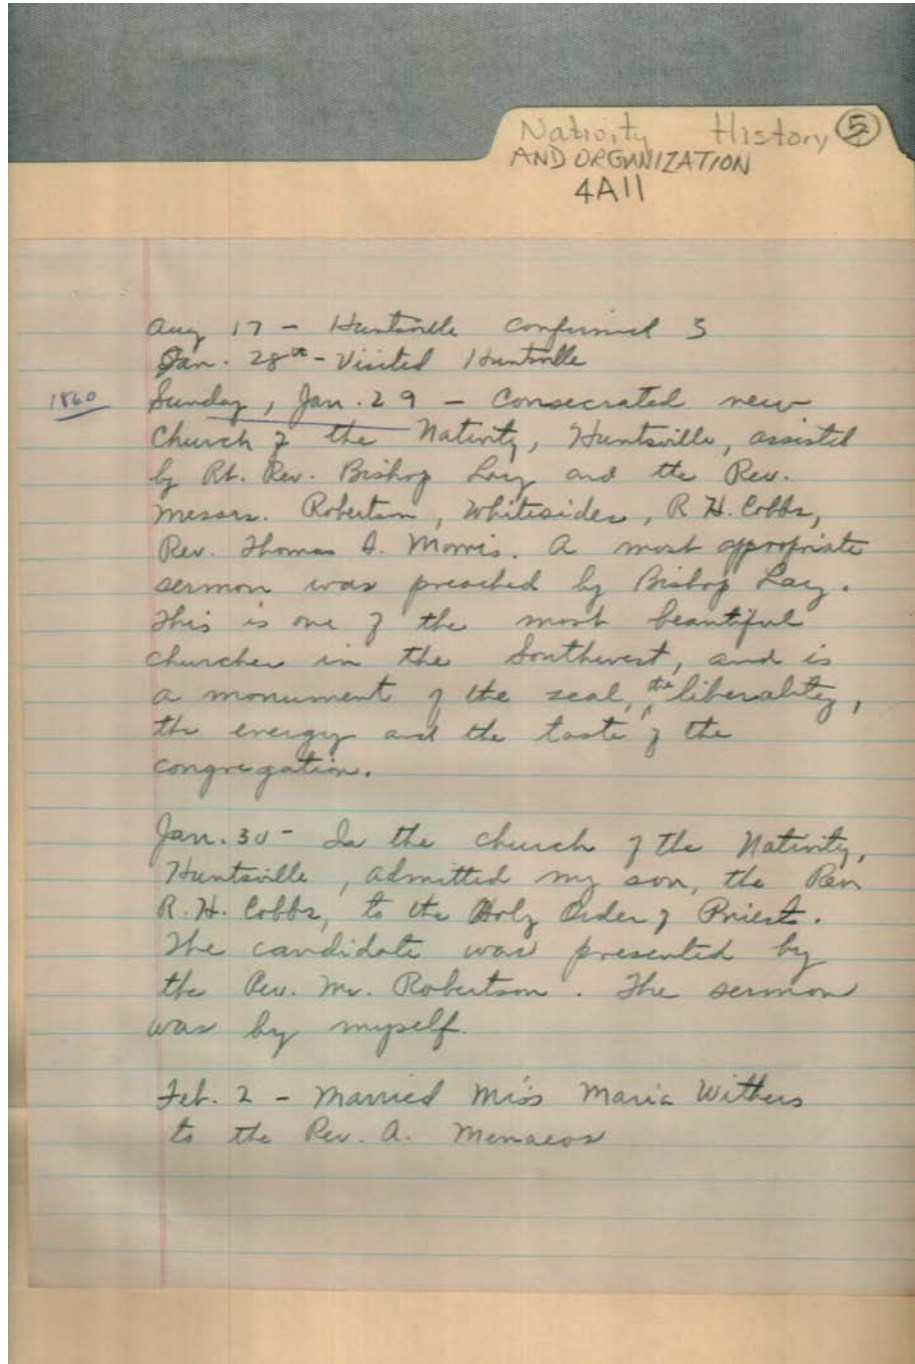 Nativity History 5
AND ORGANIZATION
4A11
Aug 17 - Huntsville confirmed 3
Jan. 28th - Visited Huntsville
1860 Sunday, Jan. 29 - Consecrated new
Church of the Nativity, Huntsville, assisted
by Rt. Rev. Bishop Lay and the Rev.
Messrs. Robertson, Whitesides, R H. Cobbs,
Rev. Thomas A. Morris. A most appropriate
sermon was preached by Bishop Lay.
This is one of the most beautiful
churches in the Southwest, and is
a monument of the zeal, the liberality,
the energy and the taste of the
congregation.
Jan. 30 - In the church of the Nativity,
Huntsville, admitted my son, the Rev
R. H. Cobbs, to the Holy Order of Priest.
The candidate was presented by
the Rev. Mr. Robertson. The sermon
was by myself.
Feb. 2 - Married Miss Maria Withers
to the Rev. A.